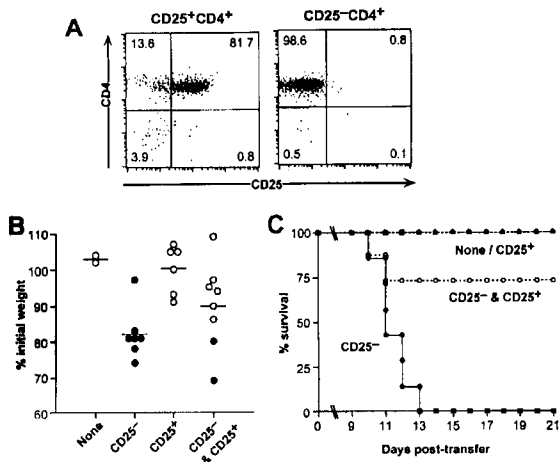 A
CD25+CD4+
CD25–CD4+
13.6
81.7
98.6
0.8
CD4
3.9
0.8
0.5
0.1
CD25
B
% initial weight
110
100
90
80
70
60
None
CD25–
CD25+
CD25–
& CD25+
C
% survival
100
75
50
25
0
None / CD25+
CD25– & CD25+
CD25–
0
9
11
13
15
17
19
21
Days post-transfer